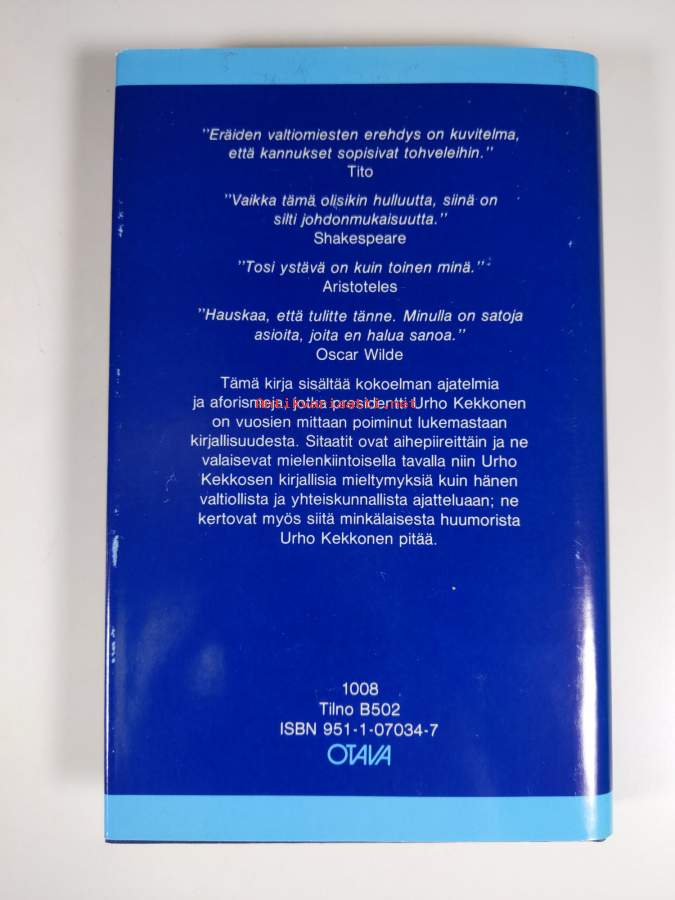 "Eräiden valtiomiesten erehdys on kuvitelma,
että kannukset sopisivat tohveleihin."
Tito
"Vaikka tämä olisikin hulluutta, siinä on
silti johdonmukaisuutta."
Shakespeare
"Tosi ystävä on kuin toinen minä."
Aristoteles
"Hauskaa, että tulitte tänne. Minulla on satoja
asioita, joita en halua sanoa."
Oscar Wilde
Tämä kirja sisältää kokoelman ajatelmia
ja aforismeja, jotka presidentti Urho Kekkonen
on vuosien mittaan poiminut lukemastaan
kirjallisuudesta. Sitaatit ovat aihepiireittäin ja ne
valaisevat mielenkiintoisella tavalla niin Urho
Kekkosen kirjallisia mieltymyksiä kuin hänen
valtiollista ja yhteiskunnallista ajatteluaan; ne
kertovat myös siitä minkälaisesta huumorista
Urho Kekkonen pitää.
1008
Tilno B502
ISBN 951-1-07034-7
OTAVA